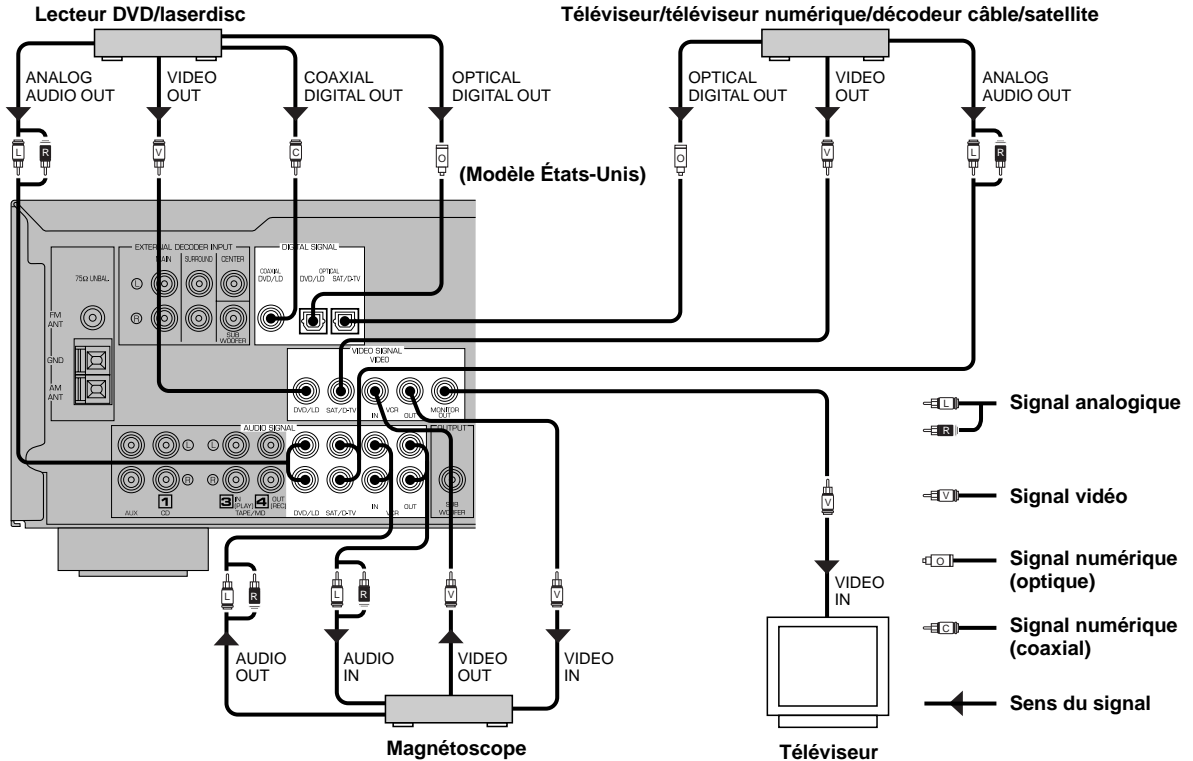 Lecteur DVD/laserdisc
Téléviseur/téléviseur numérique/décodeur câble/satellite
ANALOG
AUDIO OUT
VIDEO
OUT
COAXIAL
DIGITAL OUT
OPTICAL
DIGITAL OUT
OPTICAL
DIGITAL OUT
VIDEO
OUT
ANALOG
AUDIO OUT
L
R
V
C
O
O
V
L
R
(Modèle États-Unis)
EXTERNAL DECODER INPUT
MAIN
SURROUND
CENTER
75Ω UNBAL.
FM
ANT
GND
AM
ANT
L
R
SUB
WOOFER
DIGITAL SIGNAL
COAXIAL
DVD/LD
OPTICAL
DVD/LD
SAT/D-TV
VIDEO SIGNAL
VIDEO
DVD/LD
SAT/D-TV
IN
VCR
OUT
MONITOR
OUT
AUDIO SIGNAL
OUTPUT
L
L
R
R
AUX
1
CD
3
IN
(PLAY)
4
OUT
(REC)
TAPE/MD
DVD/LD
SAT/D-TV
IN
VCR
OUT
SUB
WOOFER
L
R
Signal analogique
V
Signal vidéo
O
Signal numérique
(optique)
C
Signal numérique
(coaxial)
Sens du signal
V
VIDEO
IN
L
R
L
R
V
V
AUDIO
OUT
AUDIO
IN
VIDEO
OUT
VIDEO
IN
Magnétoscope
Téléviseur